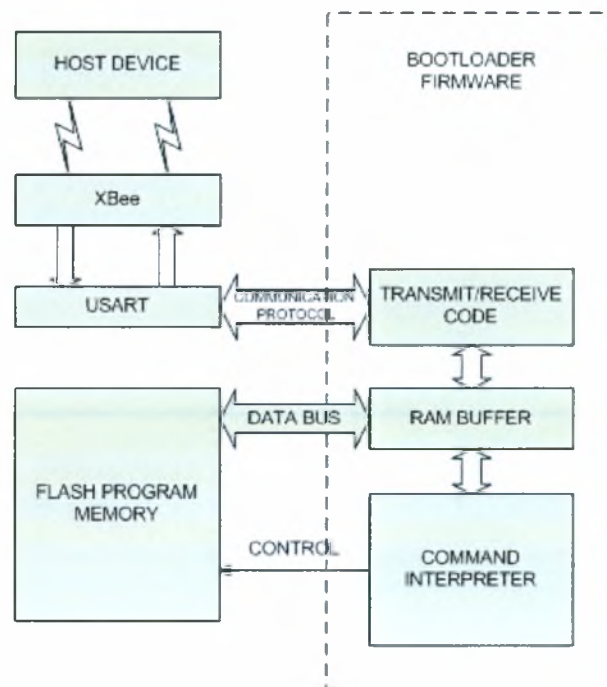 HOST DEVICE
BOOTLOADER
FIRMWARE
XBee
USART
COMMUNICATION
PROTOCOL
TRANSMIT/RECEIVE
CODE
DATA BUS
RAM BUFFER
FLASH PROGRAM
MEMORY
CONTROL
COMMAND
INTERPRETER